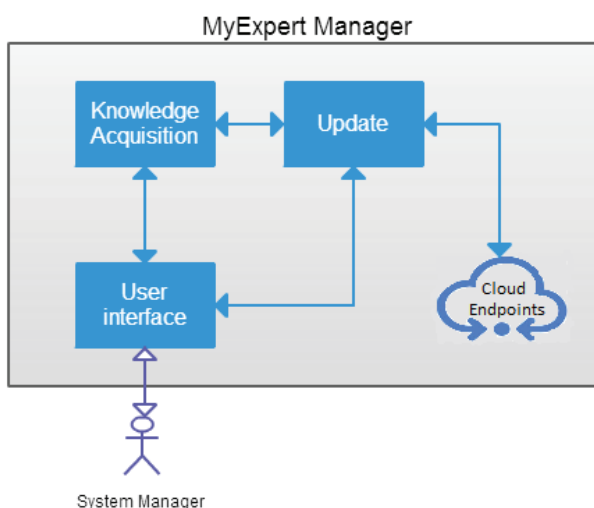 MyExpert Manager
Knowledge
Acquisition
Update
User
interface
Cloud
Endpoints
System Manager